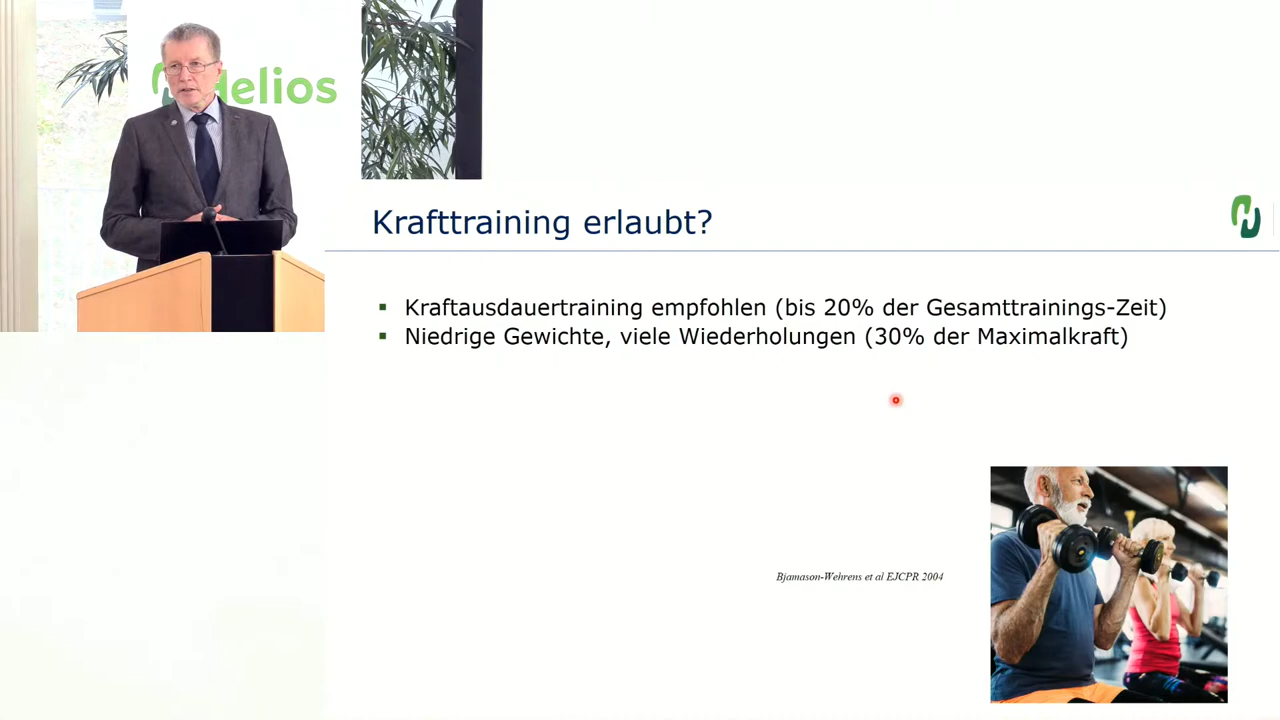 Helios
Krafttraining erlaubt?
Kraftausdauertraining empfohlen (bis 20% der Gesamttrainings-Zeit)
Niedrige Gewichte, viele Wiederholungen (30% der Maximalkraft)
Bjamason-Wehrens et al EJCPR 2004